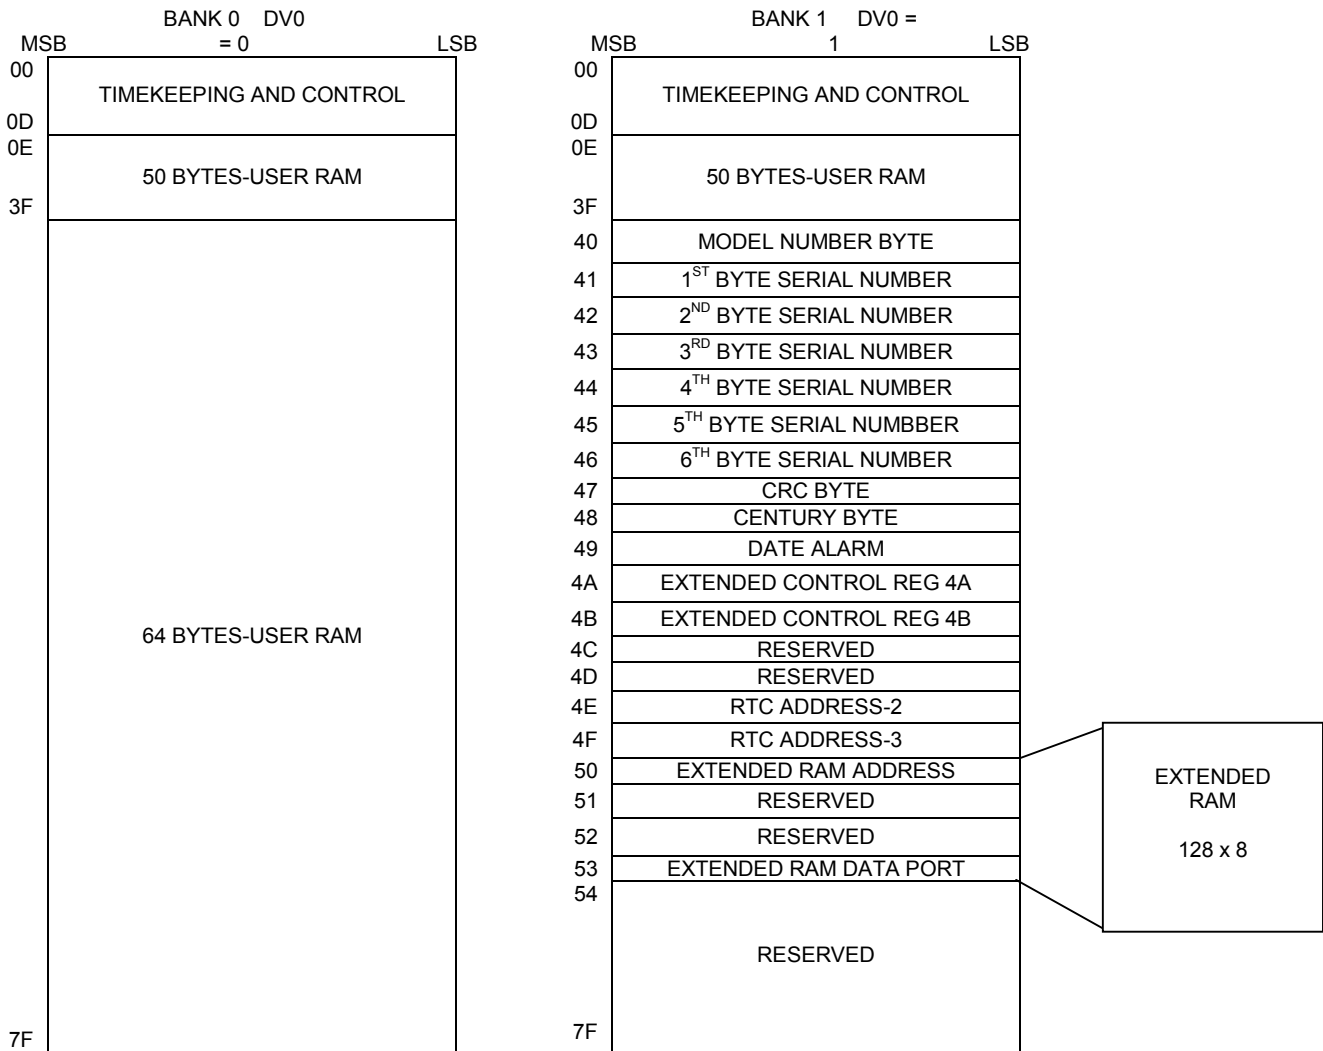 BANK 0 DV0
= 0
MSB LSB
00
TIMEKEEPING AND CONTROL
0D
0E
50 BYTES-USER RAM
3F
64 BYTES-USER RAM
7F
BANK 1 DV0 =
1
MSB LSB
00
TIMEKEEPING AND CONTROL
0D
0E
50 BYTES-USER RAM
3F
40 MODEL NUMBER BYTE
41 1ST BYTE SERIAL NUMBER
42 2ND BYTE SERIAL NUMBER
43 3RD BYTE SERIAL NUMBER
44 4TH BYTE SERIAL NUMBER
45 5TH BYTE SERIAL NUMBBER
46 6TH BYTE SERIAL NUMBER
47 CRC BYTE
48 CENTURY BYTE
49 DATE ALARM
4A EXTENDED CONTROL REG 4A
4B EXTENDED CONTROL REG 4B
4C RESERVED
4D RESERVED
4E RTC ADDRESS-2
4F RTC ADDRESS-3
50 EXTENDED RAM ADDRESS
51 RESERVED
52 RESERVED
53 EXTENDED RAM DATA PORT
54
RESERVED
7F
EXTENDED
RAM
128 x 8